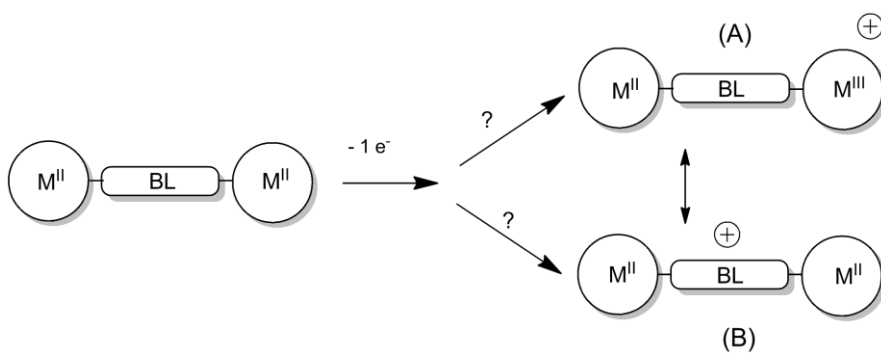 M^II BL M^II
- 1 e^-
?
?
(A)
⊕
M^II BL M^III
⊕
M^II BL M^II
(B)